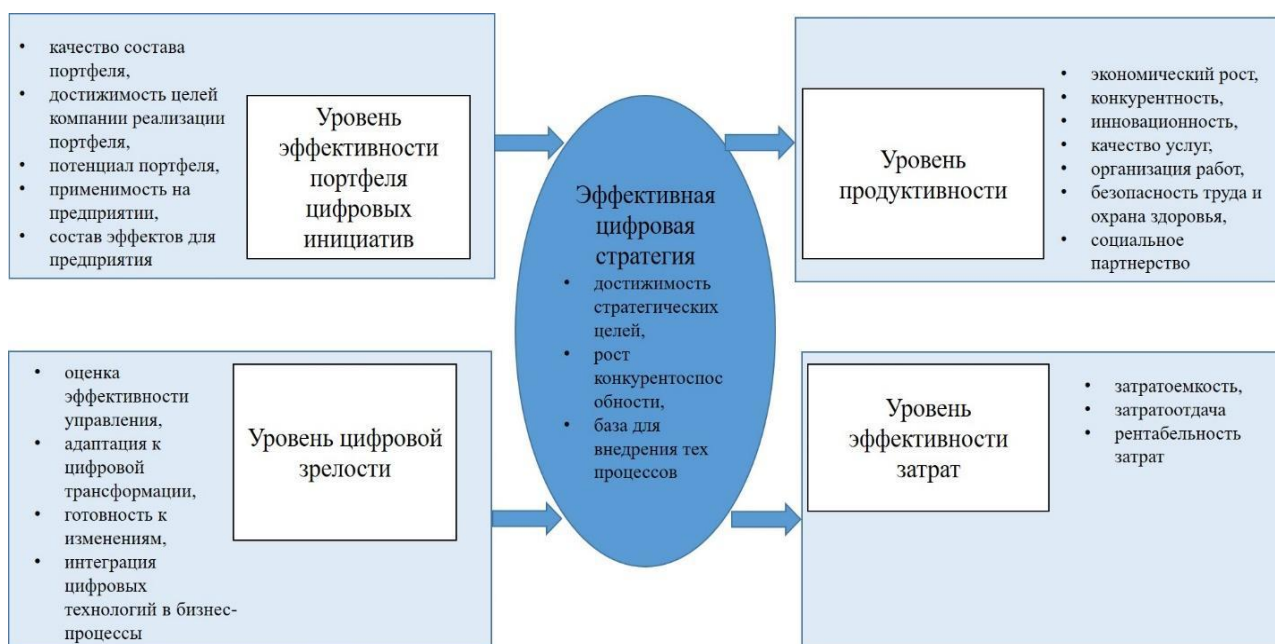 • качество состава
портфеля,
• достижимость целей
компании реализации
портфеля,
• потенциал портфеля,
• применимость на
предприятии,
• состав эффектов для
предприятия
Уровень
эффективности
портфеля
цифровых
инициатив
• оценка
эффективности
управления,
• адаптация к
цифровой
трансформации,
• готовность к
изменениям,
• интеграция
цифровых
технологий в бизнес-
процессы
Уровень цифровой
зрелости
Эффективная
цифровая
стратегия
• достижимость
стратегических
целей,
• рост
конкурентоспос
обности,
• база для
внедрения тех
процессов
Уровень
продуктивности
• экономический рост,
• конкурентность,
• инновационность,
• качество услуг,
• организация работ,
• безопасность труда и
охрана здоровья,
• социальное
партнерство
Уровень
эффективности
затрат
• затратоемкость,
• затратоотдача
• рентабельность
затрат